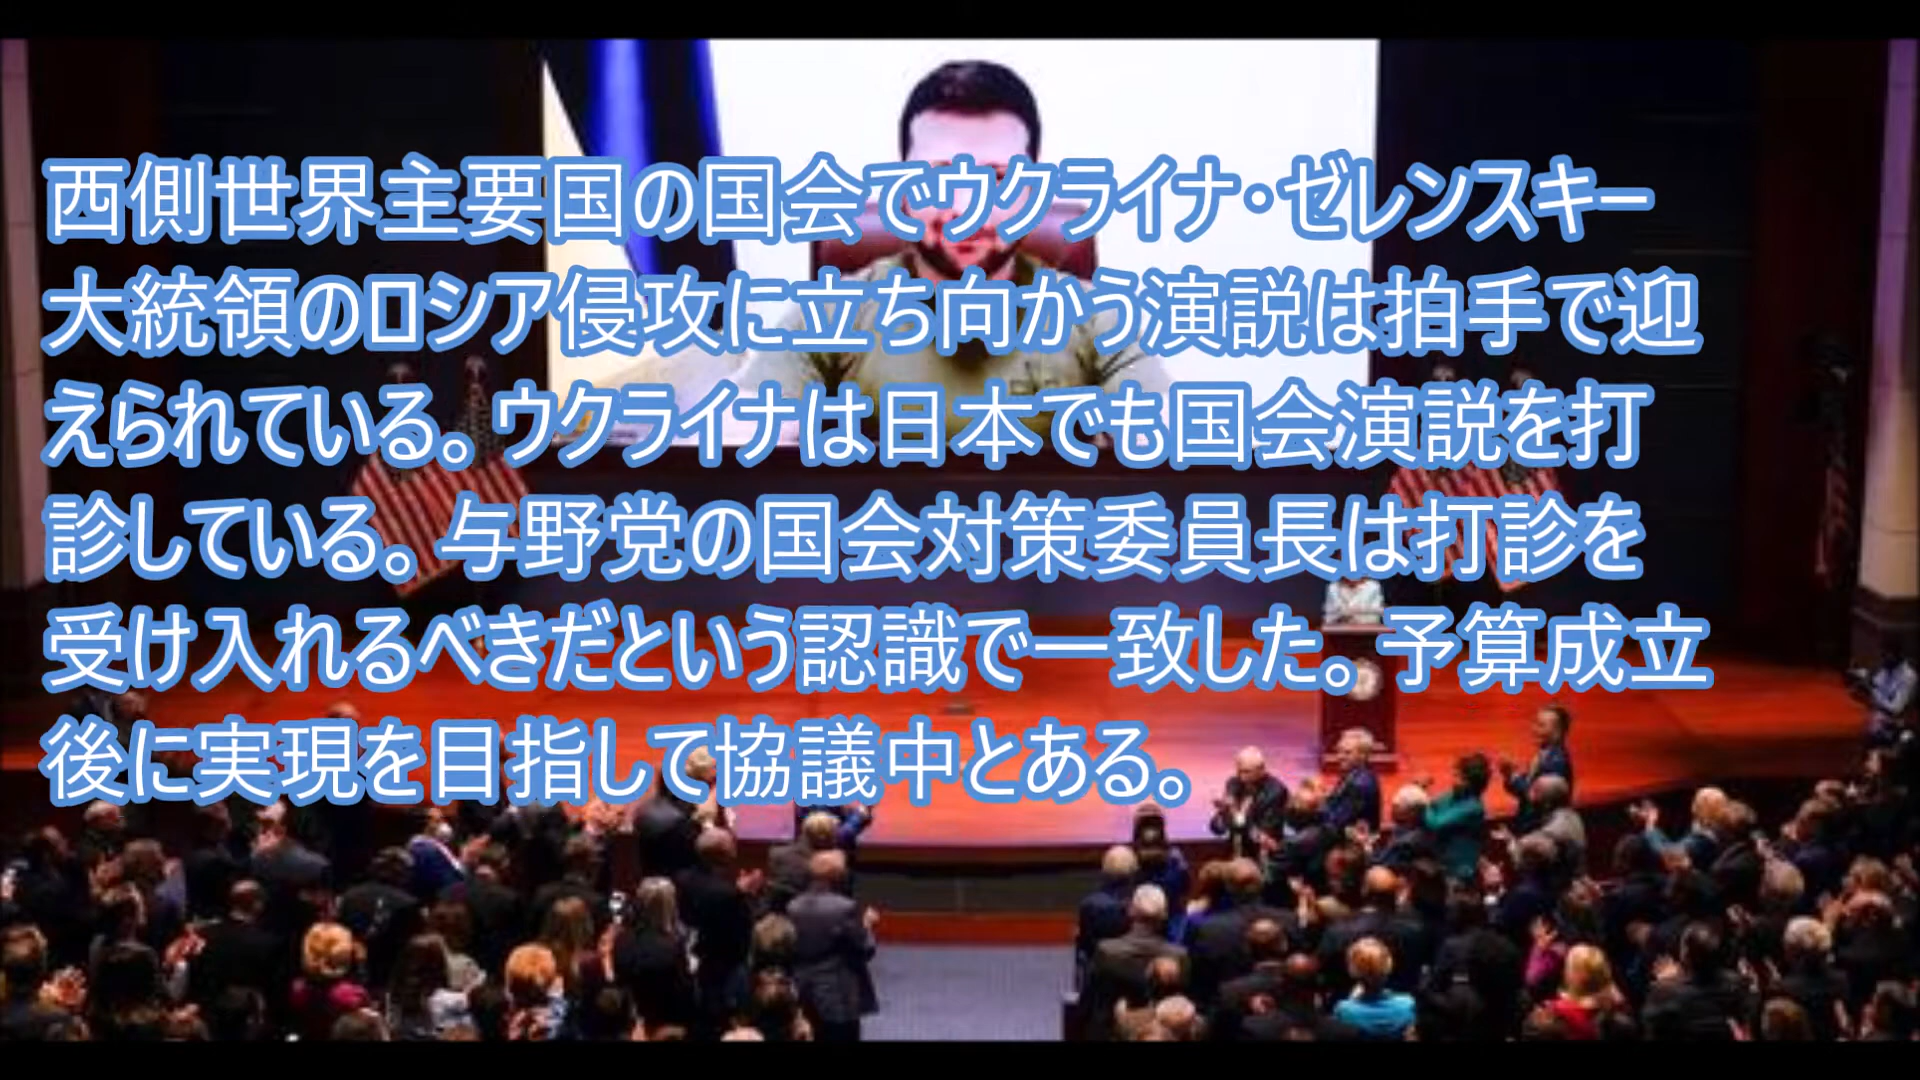 西側世界主要国の国会でウクライナ・ゼレンスキー
大統領のロシア侵攻に立ち向かう演説は拍手で迎
えられている。ウクライナは日本でも国会演説を打
診している。与野党の国会対策委員長は打診を
受け入れるべきだという認識で一致した。予算成立
後に実現を目指して協議中とある。